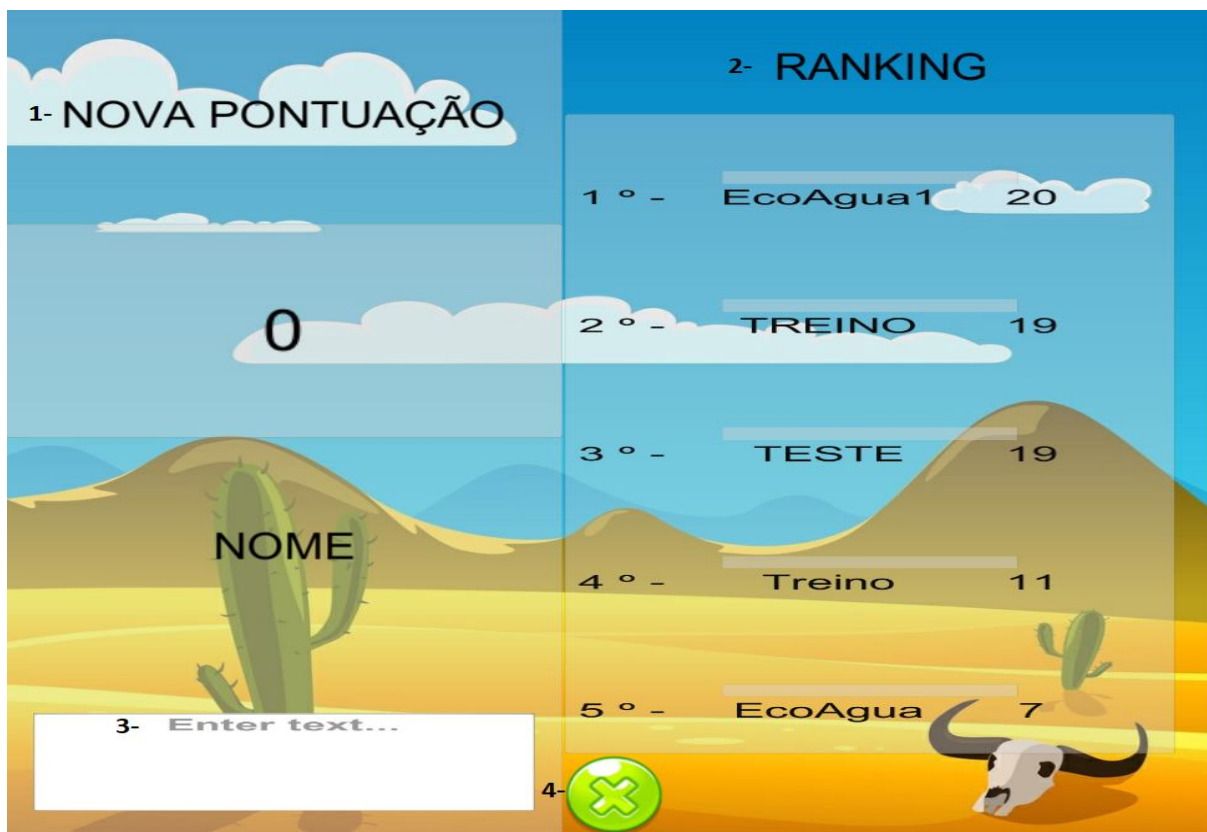 1- NOVA PONTUAÇÃO
0
NOME
3- Enter text...
2- RANKING
1 º - EcoAgua1 20
2 º - TREINO 19
3 º - TESTE 19
4 º - Treino 11
5 º - EcoAgua 7
4-